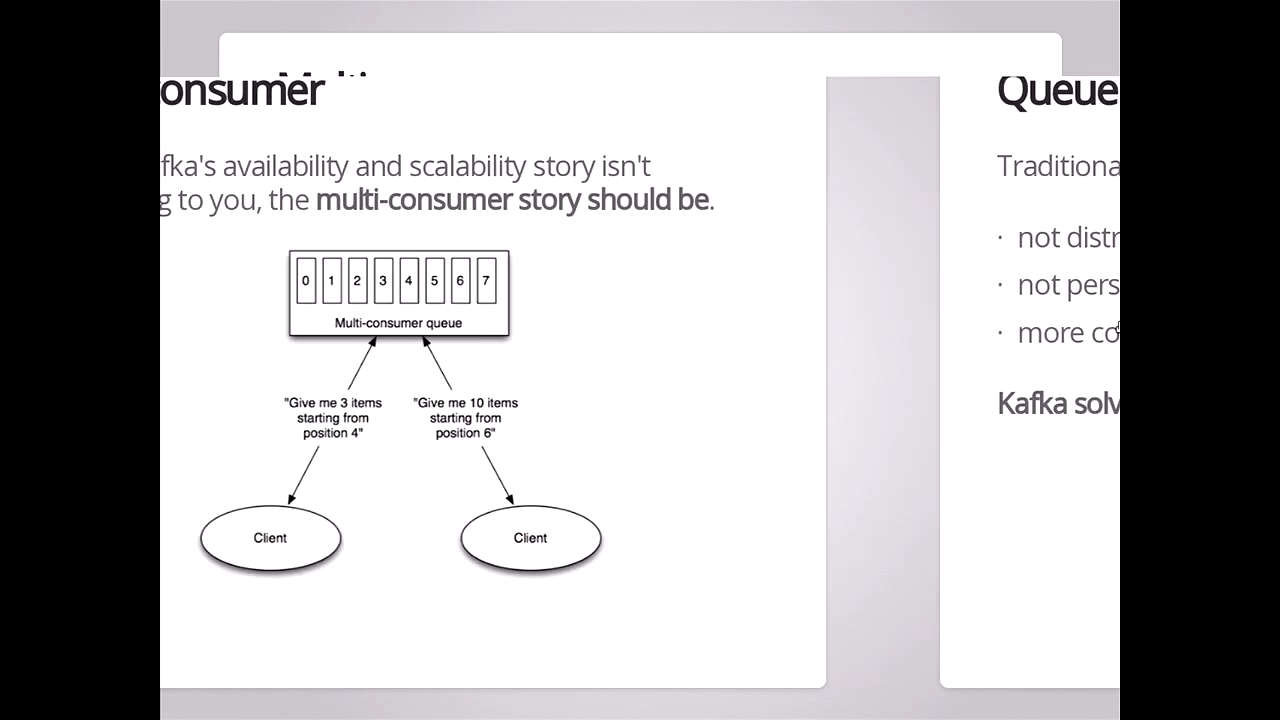 onsumer
fka's availability and scalability story isn't
to you, the multi-consumer story should be.
0 1 2 3 4 5 6 7
Multi-consumer queue
"Give me 3 items
starting from
position 4"
"Give me 10 items
starting from
position 6"
Client
Client
Queue
Traditiona
· not distr
· not pers
· more co
Kafka solv